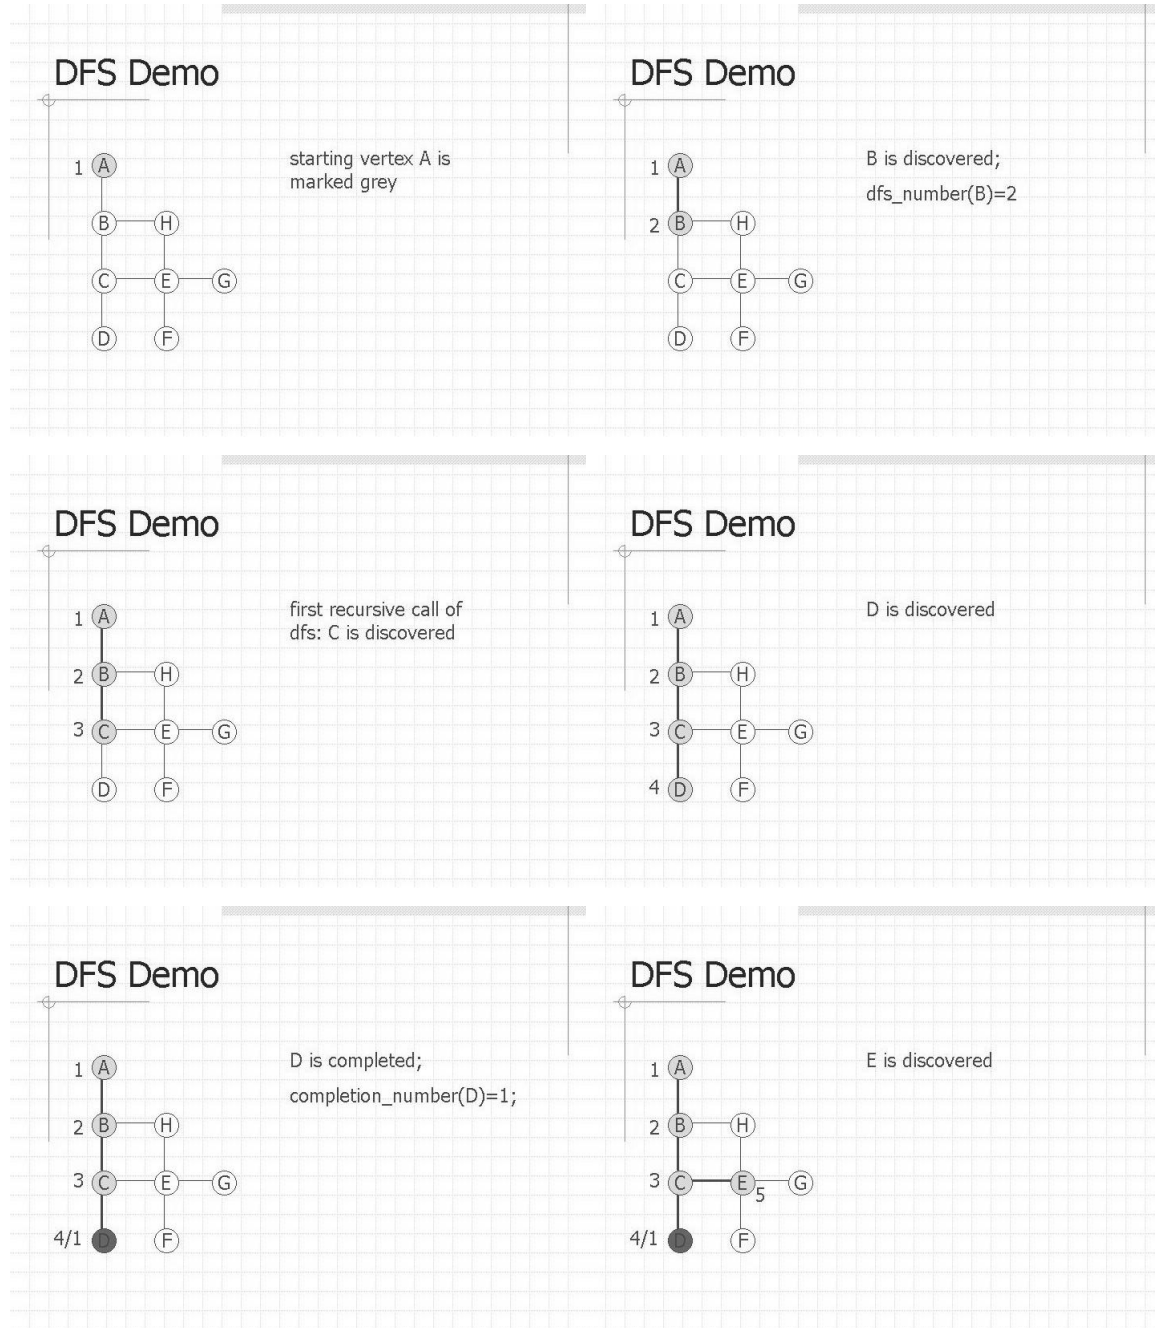 DFS Demo
starting vertex A is
marked grey
1 A
B H
C E G
D F
DFS Demo
B is discovered;
dfs_number(B)=2
1 A
2 B H
C E G
D F
DFS Demo
first recursive call of
dfs: C is discovered
1 A
2 B H
3 C E G
D F
DFS Demo
D is discovered
1 A
2 B H
3 C E G
4 D F
DFS Demo
D is completed;
completion_number(D)=1;
1 A
2 B H
3 C E G
4/1 D F
DFS Demo
E is discovered
1 A
2 B H
3 C E G
5
4/1 D F